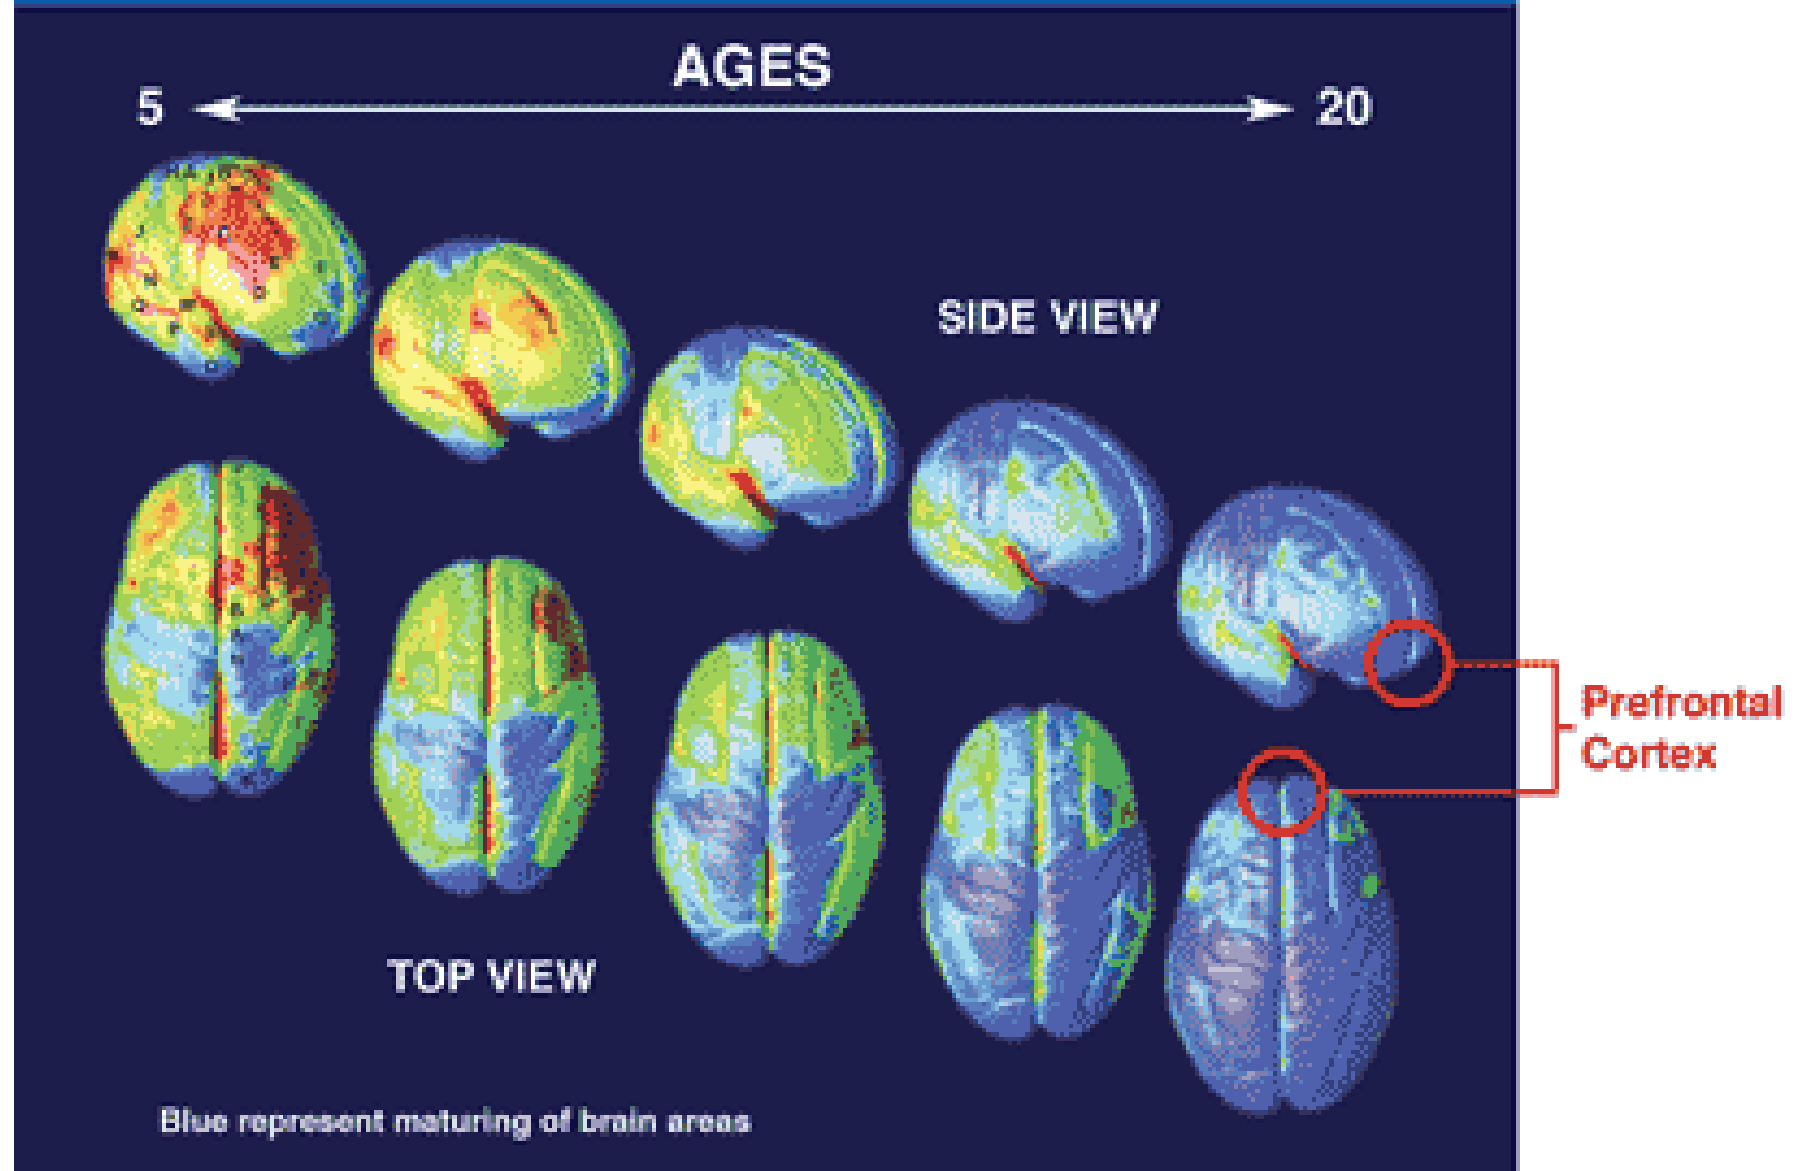 AGES
5
20
SIDE VIEW
Prefrontal
Cortex
TOP VIEW
Blue represent maturing of brain areas